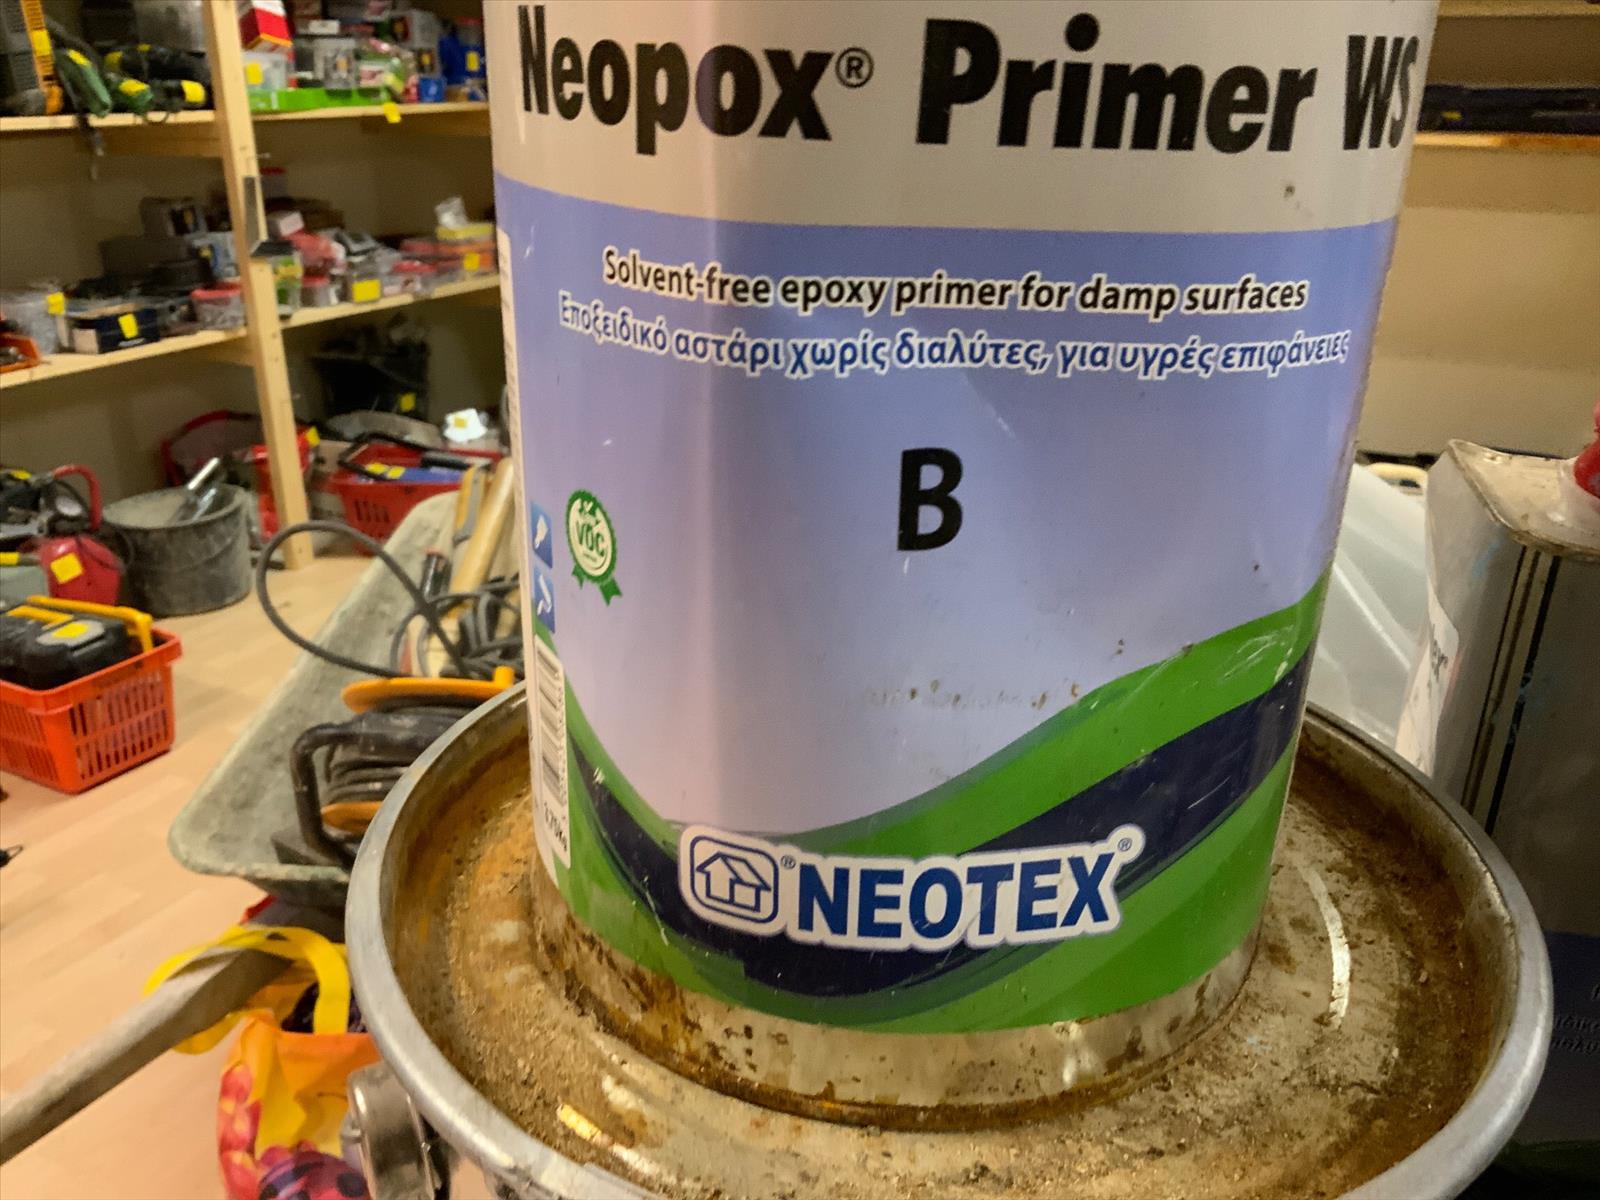 Neopox® Primer WS
Solvent-free epoxy primer for damp surfaces
Εποξειδικό αστάρι χωρίς διαλύτες, για υγρές επιφάνειες
B
VOC
®NEOTEX®